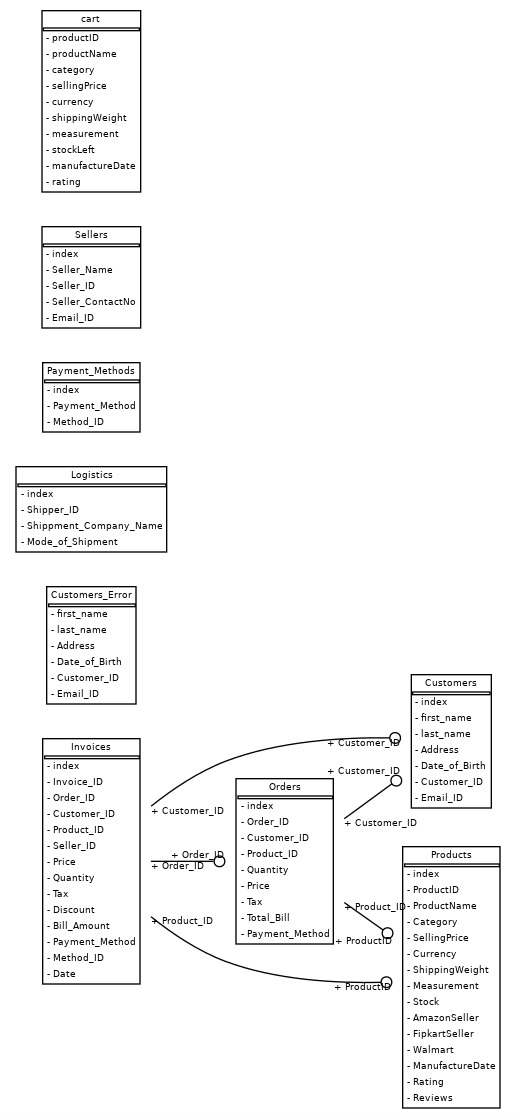 cart
- productID
- productName
- category
- sellingPrice
- currency
- shippingWeight
- measurement
- stockLeft
- manufactureDate
- rating
Sellers
- index
- Seller_Name
- Seller_ID
- Seller_ContactNo
- Email_ID
Payment_Methods
- index
- Payment_Method
- Method_ID
Logistics
- index
- Shipper_ID
- Shippment_Company_Name
- Mode_of_Shipment
Customers_Error
- first_name
- last_name
- Address
- Date_of_Birth
- Customer_ID
- Email_ID
Invoices
- index
- Invoice_ID
- Order_ID
- Customer_ID
- Product_ID
- Seller_ID
- Price
- Quantity
- Tax
- Discount
- Bill_Amount
- Payment_Method
- Method_ID
- Date
+ Customer_ID
+ Customer_ID
+ Order_ID
+ Order_ID
+ Product_ID
+ ProductID
Orders
- index
- Order_ID
- Customer_ID
- Product_ID
- Quantity
- Price
- Tax
- Total_Bill
- Payment_Method
+ Customer_ID
+ Customer_ID
+ Product_ID
+ ProductID
Customers
- index
- first_name
- last_name
- Address
- Date_of_Birth
- Customer_ID
- Email_ID
Products
- index
- ProductID
- ProductName
- Category
- SellingPrice
- Currency
- ShippingWeight
- Measurement
- Stock
- AmazonSeller
- FipkartSeller
- Walmart
- ManufactureDate
- Rating
- Reviews